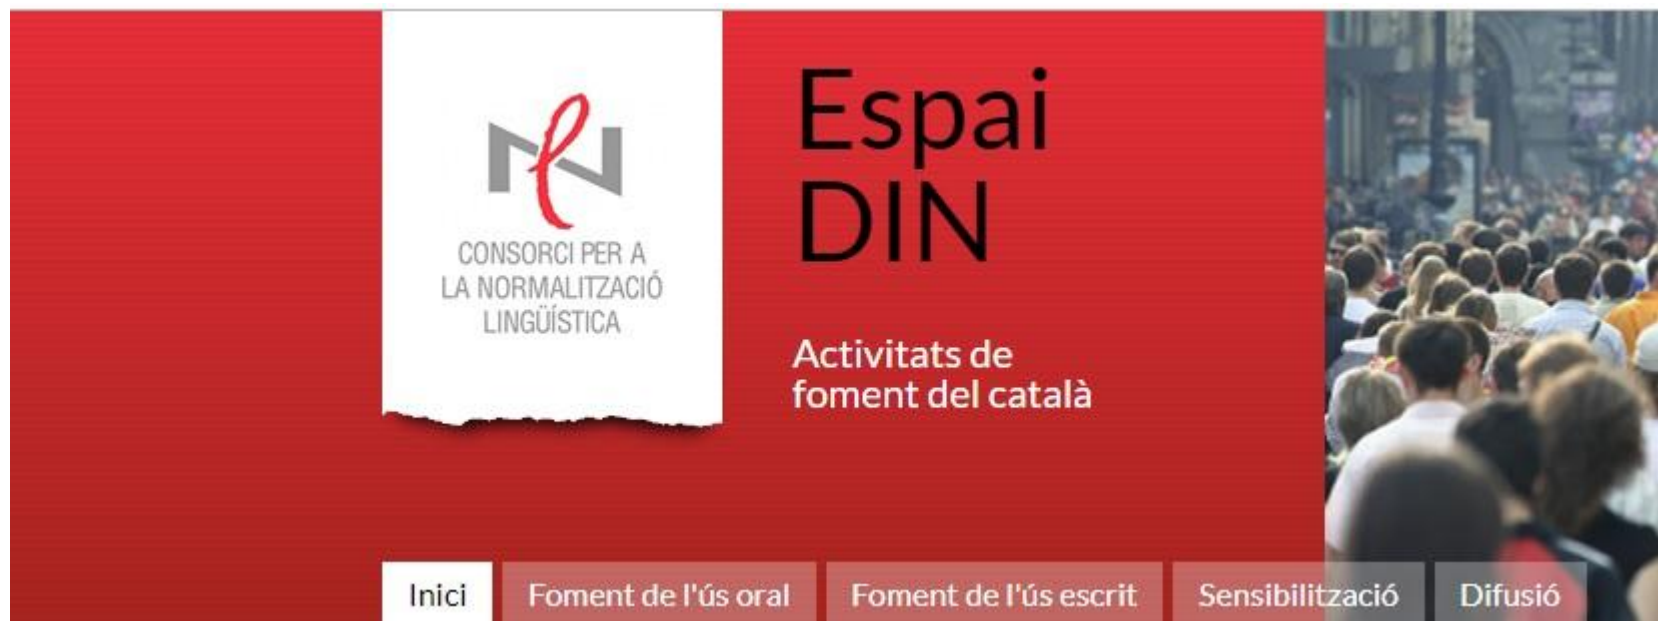 CONSORCI PER A
LA NORMALITZACIÓ
LINGÜÍSTICA
Espai
DIN
Activitats de
foment del català
Inici
Foment de l'ús oral
Foment de l'ús escrit
Sensibilització
Difusió